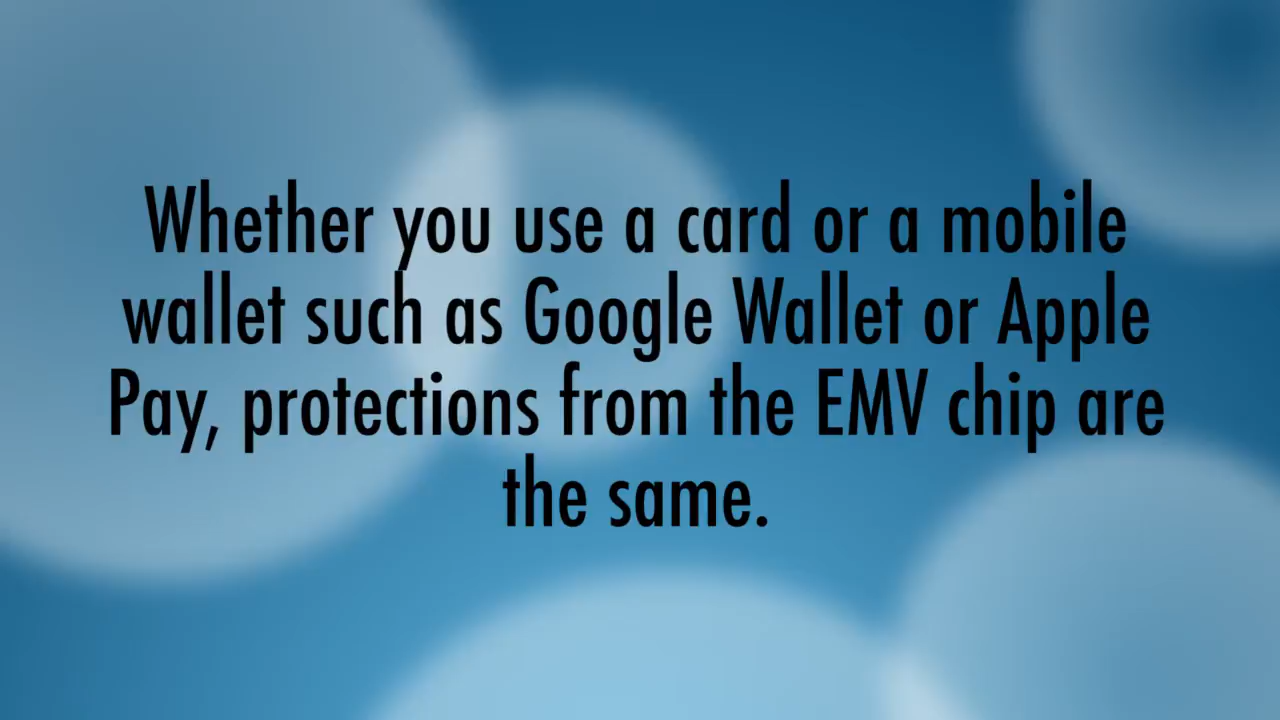 Whether you use a card or a mobile
wallet such as Google Wallet or Apple
Pay, protections from the EMV chip are
the same.